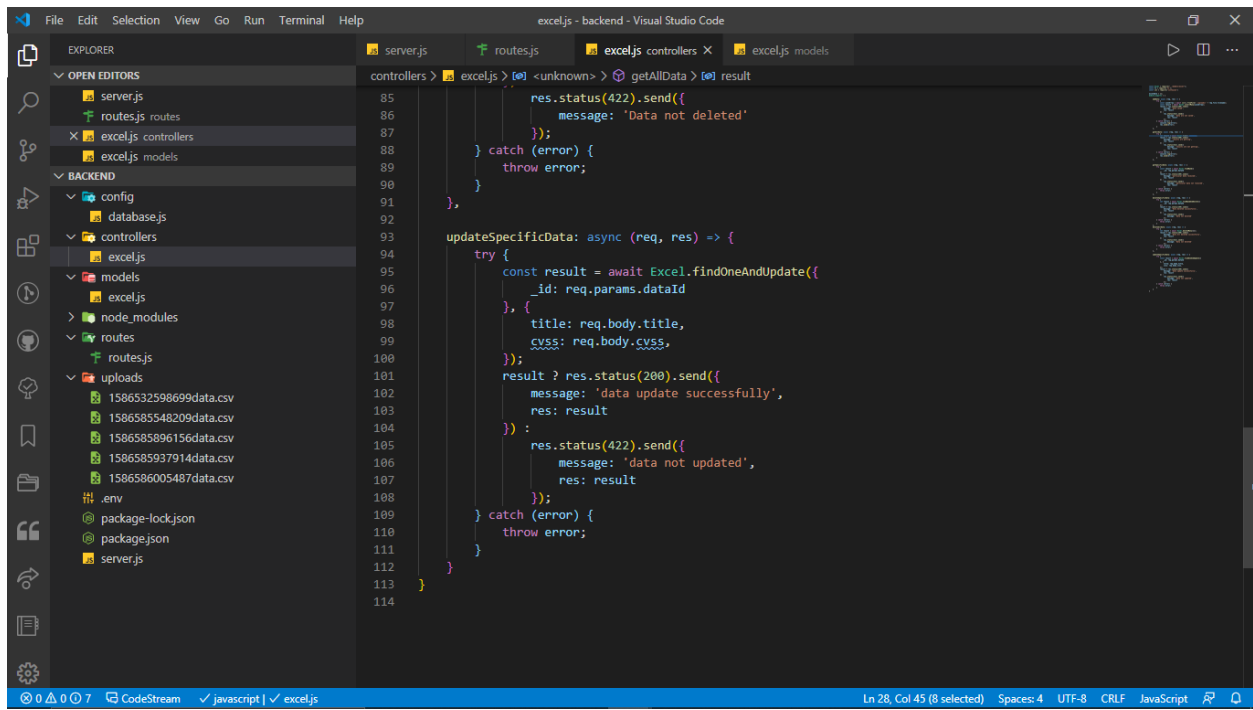 File Edit Selection View Go Run Terminal Help
excel.js - backend - Visual Studio Code
EXPLORER
OPEN EDITORS
server.js
routes.js routes
excel.js controllers
excel.js models
BACKEND
config
database.js
controllers
excel.js
models
excel.js
node_modules
routes
routes.js
uploads
1586532598699data.csv
1586585548209data.csv
1586585896156data.csv
1586585937914data.csv
1586586005487data.csv
.env
package-lock.json
package.json
server.js
server.js routes.js excel.js controllers excel.js models
controllers > excel.js > <unknown> > getAllData > result
85 res.status(422).send({
86 message: 'Data not deleted'
87 });
88 } catch (error) {
89 throw error;
90 }
91 },
92
93 updateSpecificData: async (req, res) => {
94 try {
95 const result = await Excel.findOneAndUpdate({
96 _id: req.params.dataId
97 }, {
98 title: req.body.title,
99 cvss: req.body.cvss,
100 });
101 result ? res.status(200).send({
102 message: 'data update successfully',
103 res: result
104 }) :
105 res.status(422).send({
106 message: 'data not updated',
107 res: result
108 });
109 } catch (error) {
110 throw error;
111 }
112 }
113 }
114
0 0 7 CodeStream javascript | excel.js
Ln 28, Col 45 (8 selected) Spaces: 4 UTF-8 CRLF JavaScript